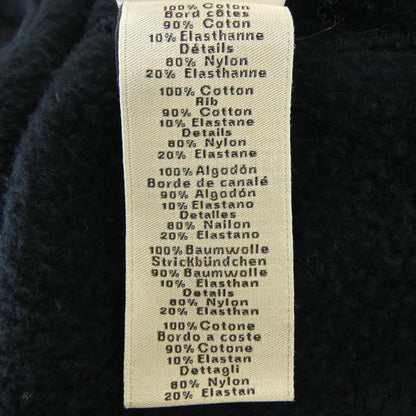 100% Coton
Bord côtes
90% Coton
10% Elasthanne
Détails
80% Nylon
20% Elasthanne
100% Cotton
Rib
90% Cotton
10% Elastane
Details
80% Nylon
20% Elastane
100% Algodón
Borde de canalé
90% Algodón
10% Elastano
Detalles
80% Nailon
20% Elastano
100% Baumwolle
Strickbündchen
90% Baumwolle
10% Elasthan
Details
80% Nylon
20% Elasthan
100% Cotone
Bordo a coste
90% Cotone
10% Elastan
Dettagli
80% Nylon
20% Elastan